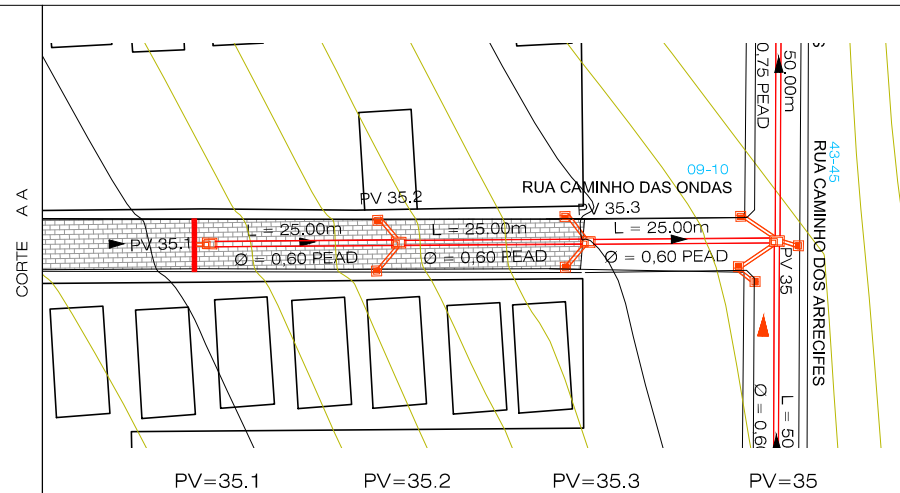 50.00m
0.75 PEAD
43-45
RUA CAMINHO DOS ARRECIFES
09-10
RUA CAMINHO DAS ONDAS
PV 35.2
PV 35.3
CORTE A A
L = 25.00m
L = 25.00m
L = 25.00m
PV 35.1
Ø = 0,60 PEAD
Ø = 0,60 PEAD
Ø = 0,60 PEAD
PV 35
Ø = 0,6
L = 50
PV=35.1
PV=35.2
PV=35.3
PV=35